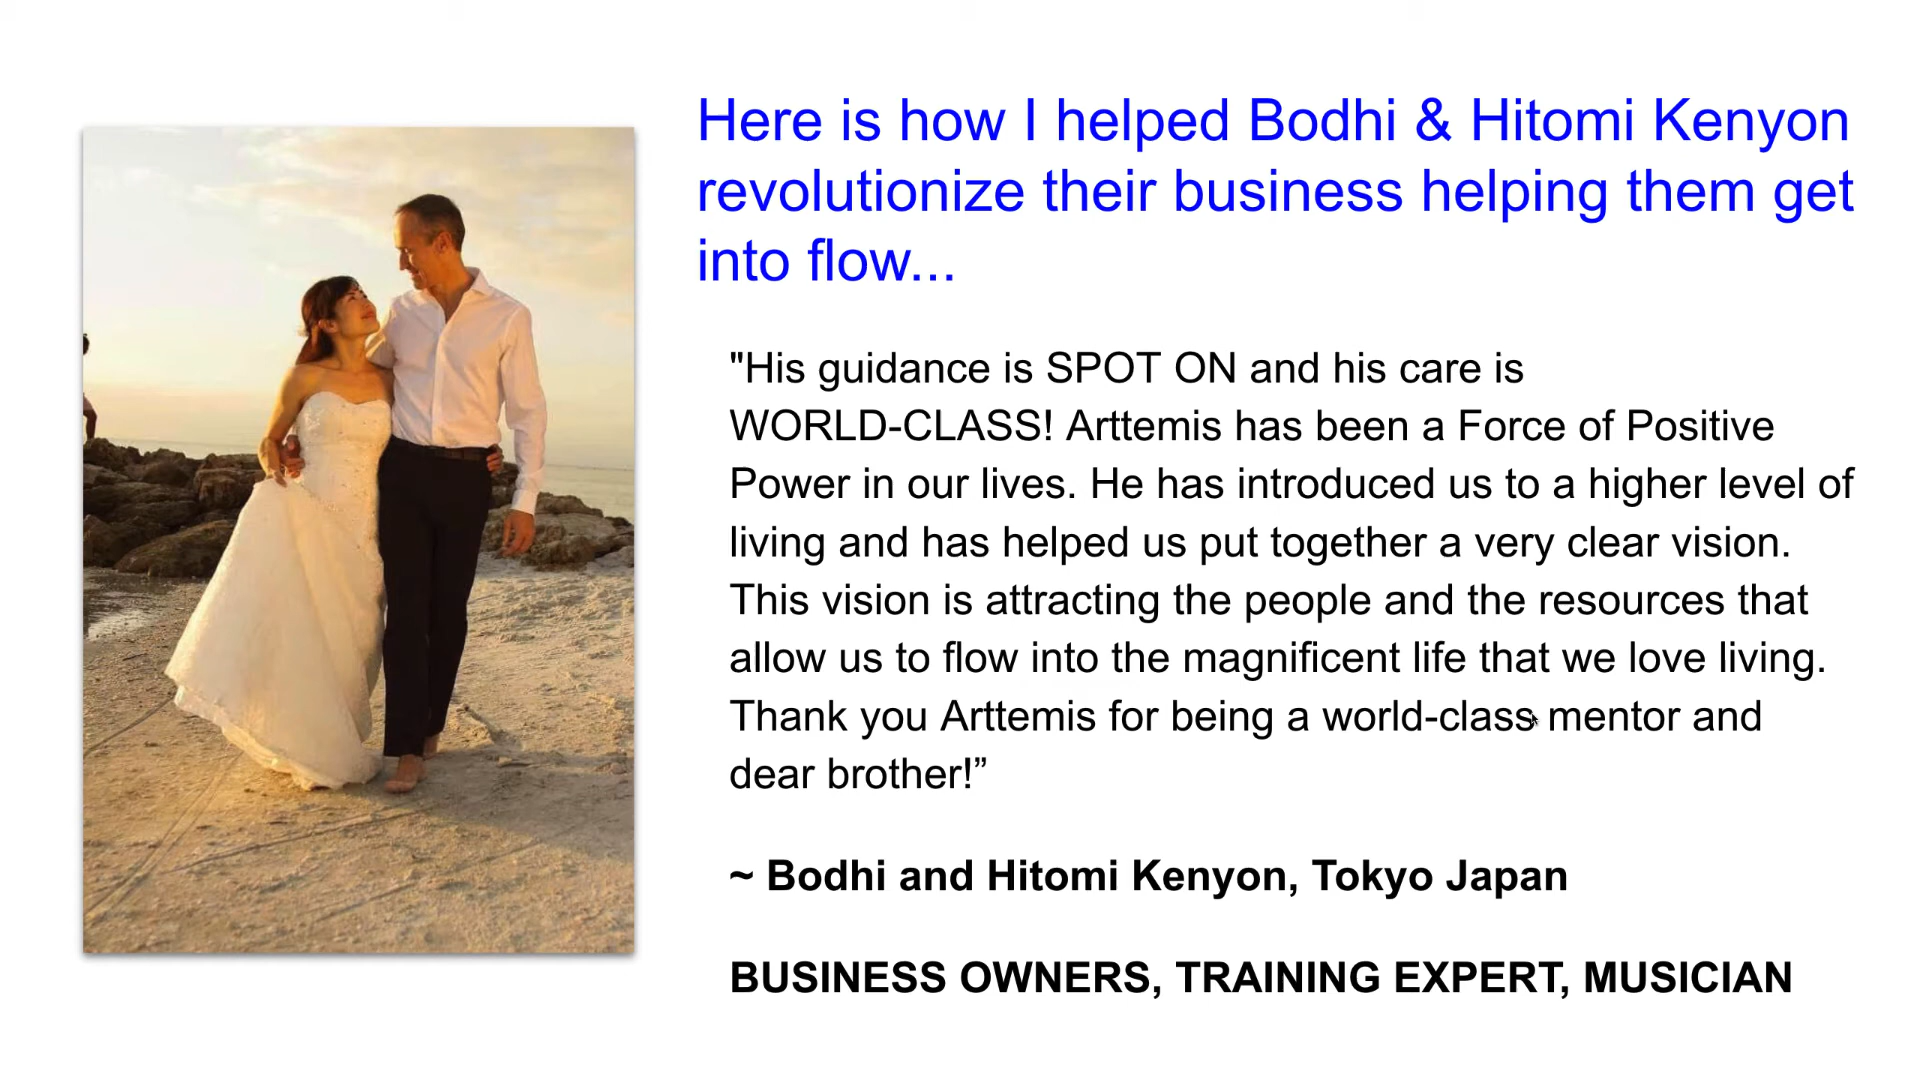 Here is how I helped Bodhi & Hitomi Kenyon
revolutionize their business helping them get
into flow...
"His guidance is SPOT ON and his care is
WORLD-CLASS! Arttemis has been a Force of Positive
Power in our lives. He has introduced us to a higher level of
living and has helped us put together a very clear vision.
This vision is attracting the people and the resources that
allow us to flow into the magnificent life that we love living.
Thank you Arttemis for being a world-class mentor and
dear brother!”
~ Bodhi and Hitomi Kenyon, Tokyo Japan
BUSINESS OWNERS, TRAINING EXPERT, MUSICIAN